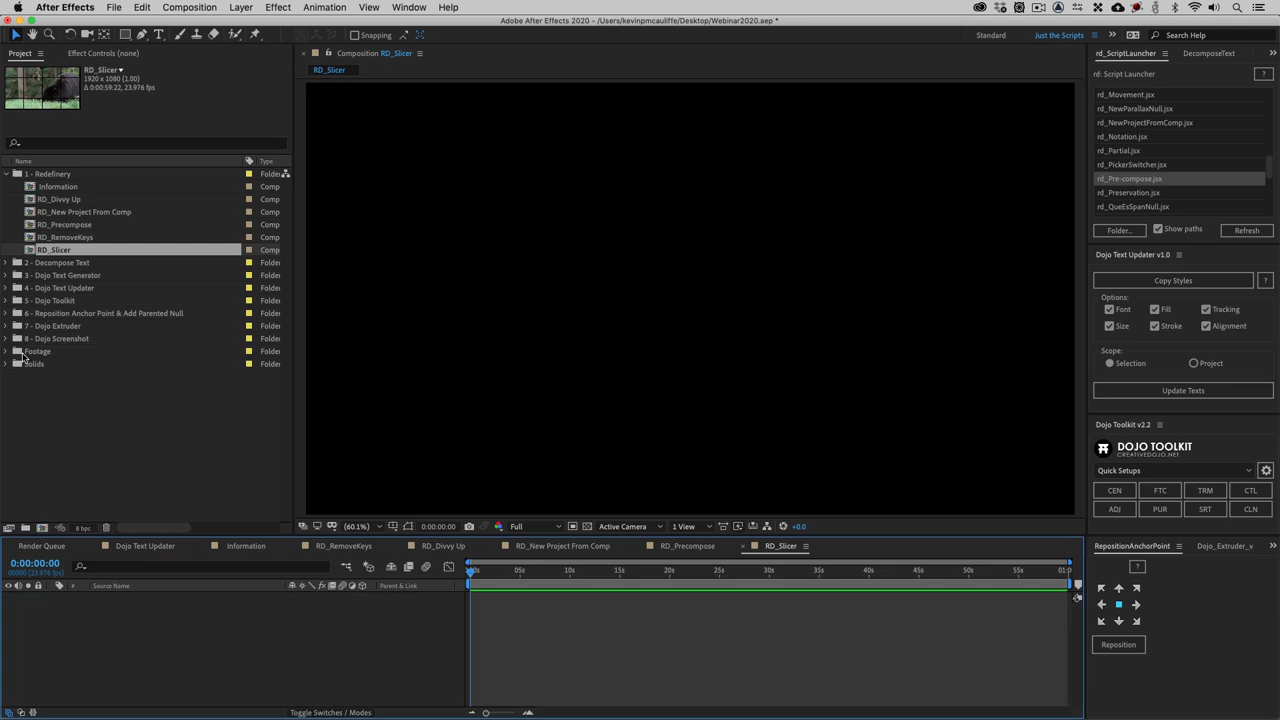 After Effects File Edit Composition Layer Effect Animation View Window Help
Adobe After Effects 2020 - /Users/kevinpmcauliffe/Desktop/Webinar2020.aep *
Snapping Standard Just the Scripts Search Help
Project Effect Controls (none) Composition RD_Slicer rd_ScriptLauncher DecomposeText
RD_Slicer
1920 x 1080 (1.00)
Δ 0:00:59:22, 23.976 fps
RD_Slicer
Name Type
1 - Redefinery Folder
Information Comp
RD_Divvy Up Comp
RD_New Project From Comp Comp
RD_Precompose Comp
RD_RemoveKeys Comp
RD_Slicer Comp
2 - Decompose Text Folder
3 - Dojo Text Generator Folder
4 - Dojo Text Updater Folder
5 - Dojo Toolkit Folder
6 - Reposition Anchor Point & Add Parented Null Folder
7 - Dojo Extruder Folder
8 - Dojo Screenshot Folder
Footage Folder
Solids Folder
8 bpc
(60.1%) 0:00:00:00 Full Active Camera 1 View +0.0
rd: Script Launcher ?
rd_Movement.jsx
rd_NewParallaxNull.jsx
rd_NewProjectFromComp.jsx
rd_Notation.jsx
rd_Partial.jsx
rd_PickerSwitcher.jsx
rd_Pre-compose.jsx
rd_Preservation.jsx
rd_QueEsSpanNull.jsx
Folder... Show paths Refresh
Dojo Text Updater v1.0
Copy Styles ?
Options:
Font Fill Tracking
Size Stroke Alignment
Scope:
Selection Project
Update Texts
Dojo Toolkit v2.2
DOJO TOOLKIT
CREATIVEDOJO.NET
Quick Setups
CEN FTC TRM CTL
ADJ PUR SRT CLN
RepositionAnchorPoint Dojo_Extruder_v
?
Reposition
Render Queue Dojo Text Updater Information RD_RemoveKeys RD_Divvy Up RD_New Project From Comp RD_Precompose RD_Slicer
0:00:00:00
00000 (23.976 fps)
# Source Name Parent & Link
05s 10s 15s 20s 25s 30s 35s 40s 45s 50s 55s 01:0
Toggle Switches / Modes